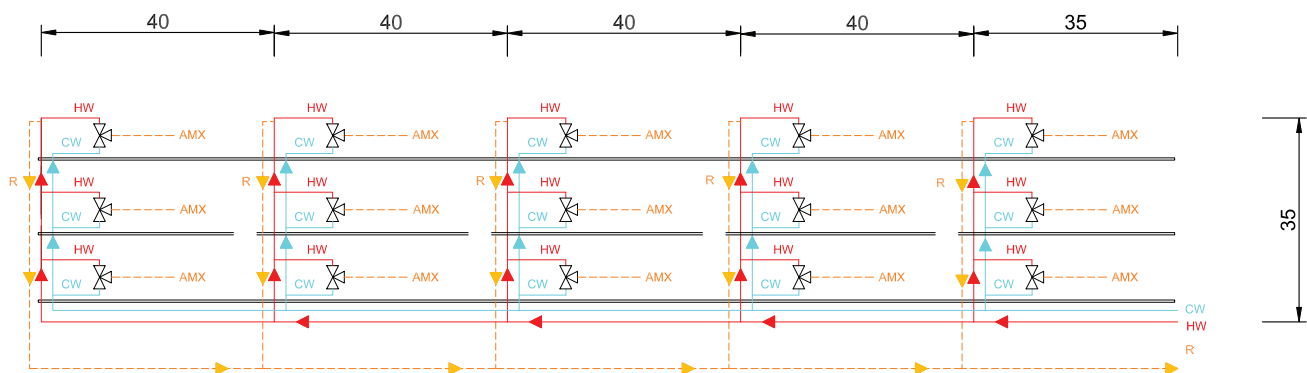 40 40 40 40 35
HW HW HW HW HW
CW AMX CW AMX CW AMX CW AMX CW AMX
R R R R R
HW HW HW HW HW
CW AMX CW AMX CW AMX CW AMX CW AMX
35
HW HW HW HW HW
CW AMX CW AMX CW AMX CW AMX CW AMX
CW
HW
R